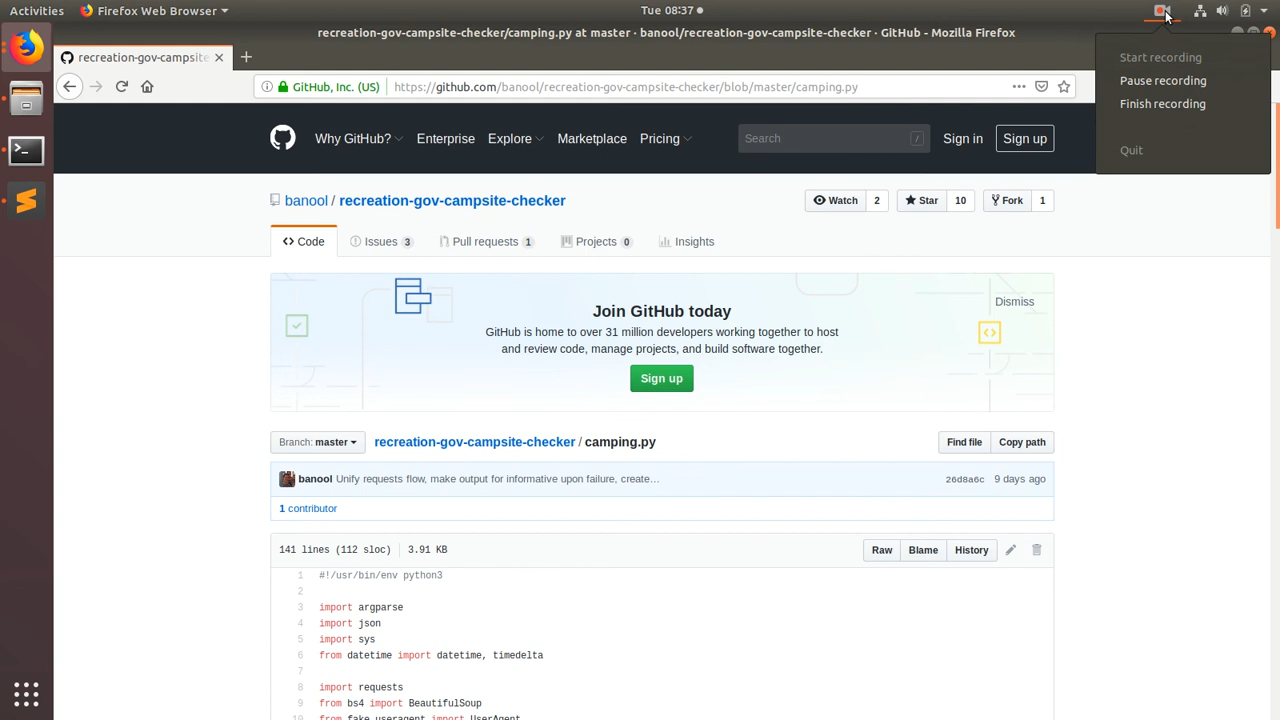 Activities
Firefox Web Browser
Tue 08:37
recreation-gov-campsite-checker/camping.py at master · banool/recreation-gov-campsite-checker · GitHub - Mozilla Firefox
recreation-gov-campsite
Start recording
Pause recording
Finish recording
Quit
GitHub, Inc. (US)
https://github.com/banool/recreation-gov-campsite-checker/blob/master/camping.py
Why GitHub?
Enterprise
Explore
Marketplace
Pricing
Search
/
Sign in
Sign up
banool / recreation-gov-campsite-checker
Watch 2
Star 10
Fork 1
Code
Issues 3
Pull requests 1
Projects 0
Insights
Join GitHub today
Dismiss
GitHub is home to over 31 million developers working together to host
and review code, manage projects, and build software together.
Sign up
Branch: master
recreation-gov-campsite-checker / camping.py
Find file
Copy path
banool Unify requests flow, make output for informative upon failure, create…
26d8a6c 9 days ago
1 contributor
141 lines (112 sloc) 3.91 KB
Raw
Blame
History
1 #!/usr/bin/env python3
2
3 import argparse
4 import json
5 import sys
6 from datetime import datetime, timedelta
7
8 import requests
9 from bs4 import BeautifulSoup
10 from fake_useragent import UserAgent